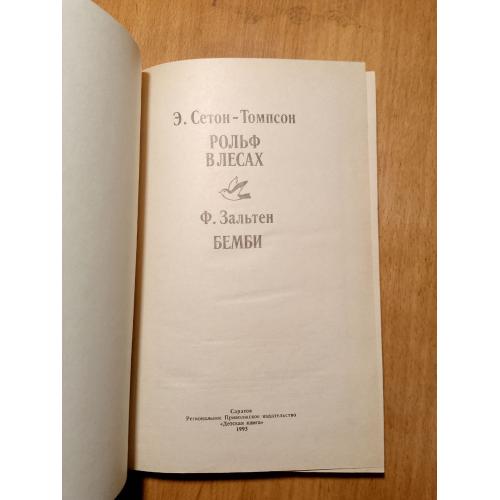 Э. Сетон-Томпсон
РОЛЬФ
В ЛЕСАХ
Ф. Зальтен
БЕМБИ
Саратов
Региональное Приволжское издательство
«Детская книга»
1995